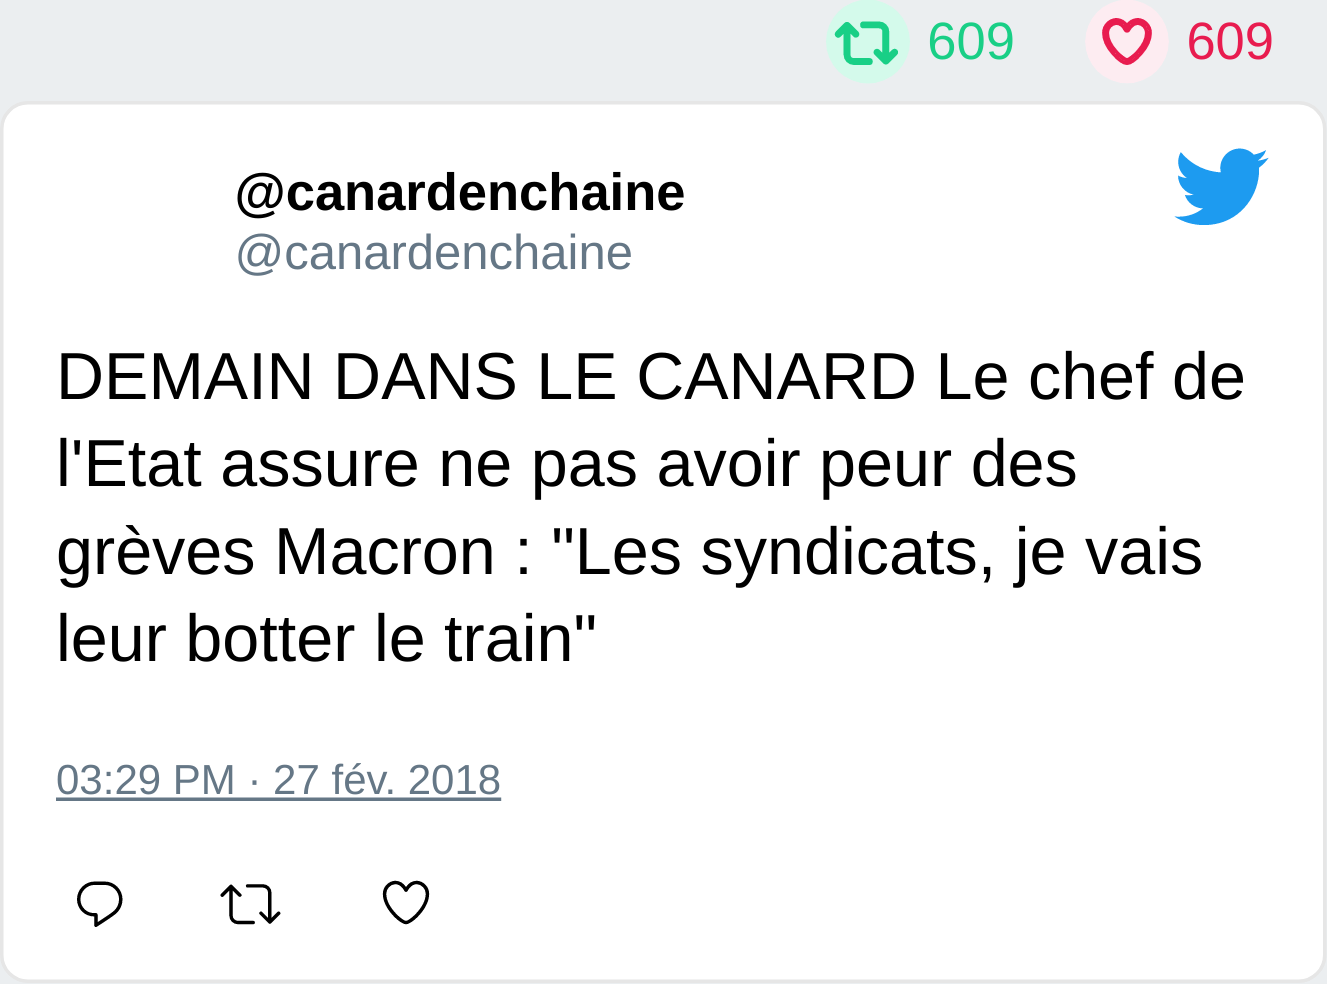 609 609
@canardenchaine
@canardenchaine
DEMAIN DANS LE CANARD Le chef de
l'Etat assure ne pas avoir peur des
grèves Macron : "Les syndicats, je vais
leur botter le train"
03:29 PM · 27 fév. 2018